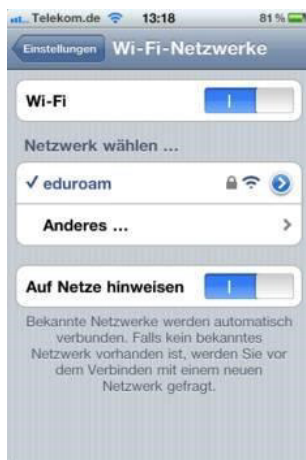 Telekom.de 13:18 81 %
Einstellungen Wi-Fi-Netzwerke
Wi-Fi
Netzwerk wählen ...
✓ eduroam
Anderes ...
Auf Netze hinweisen
Bekannte Netzwerke werden automatisch
verbunden. Falls kein bekanntes
Netzwerk vorhanden ist, werden Sie vor
dem Verbinden mit einem neuen
Netzwerk gefragt.